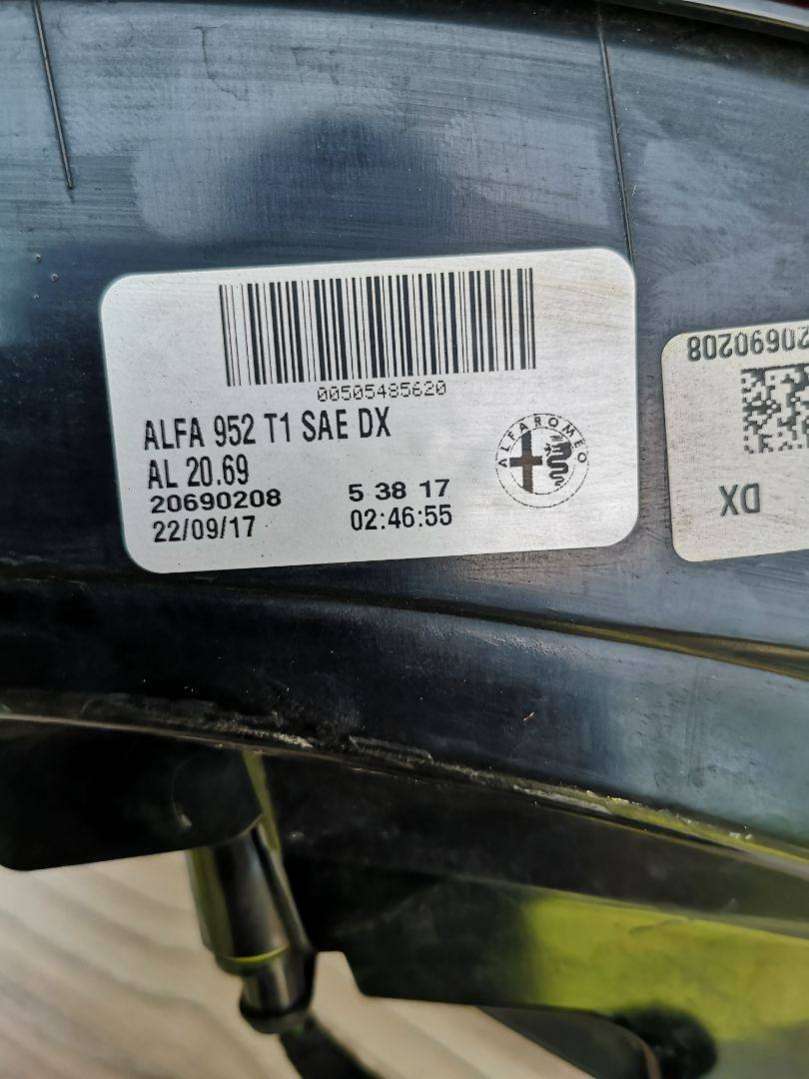 00505485620
ALFA 952 T1 SAE DX
AL 20.69
20690208 5 38 17
22/09/17 02:46:55
ALFA ROMEO
20690208
DX